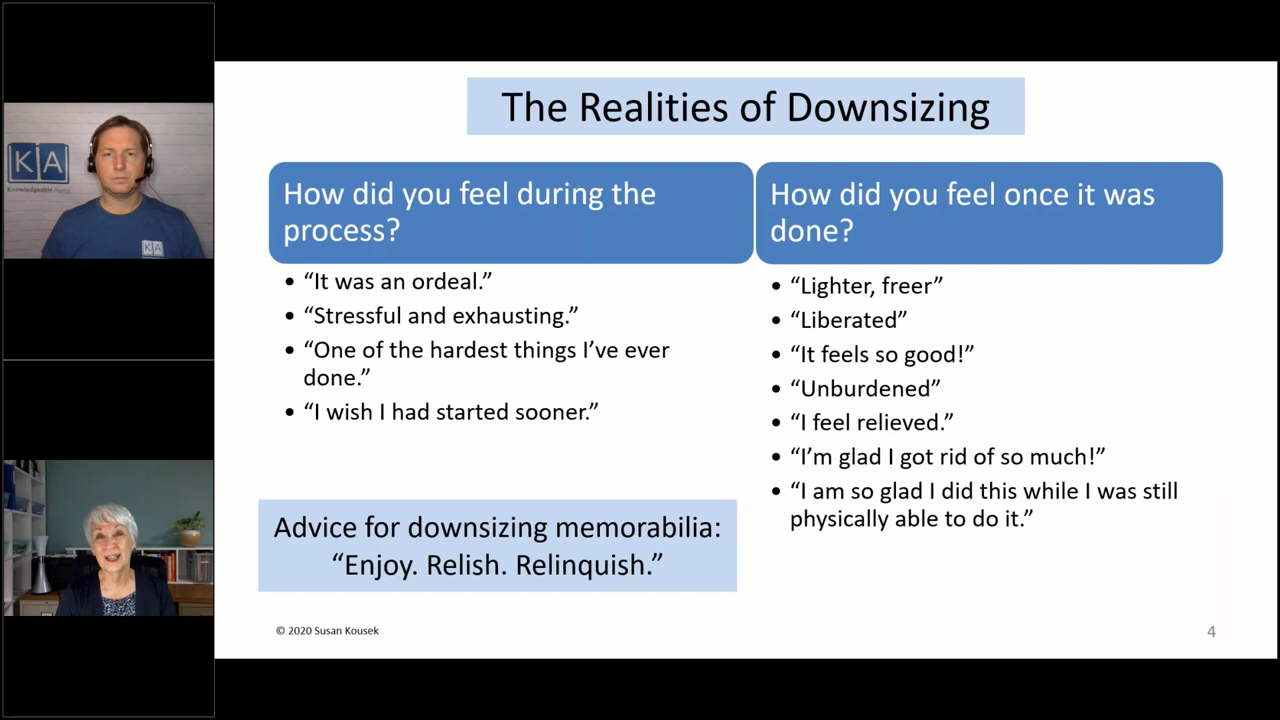 K|A
Knowledgeable Aging
K|A
The Realities of Downsizing
How did you feel during the
process?
• “It was an ordeal.”
• “Stressful and exhausting.”
• “One of the hardest things I’ve ever
done.”
• “I wish I had started sooner.”
Advice for downsizing memorabilia:
“Enjoy. Relish. Relinquish.”
How did you feel once it was
done?
• “Lighter, freer”
• “Liberated”
• “It feels so good!”
• “Unburdened”
• “I feel relieved.”
• “I’m glad I got rid of so much!”
• “I am so glad I did this while I was still
physically able to do it.”
© 2020 Susan Kousek
4